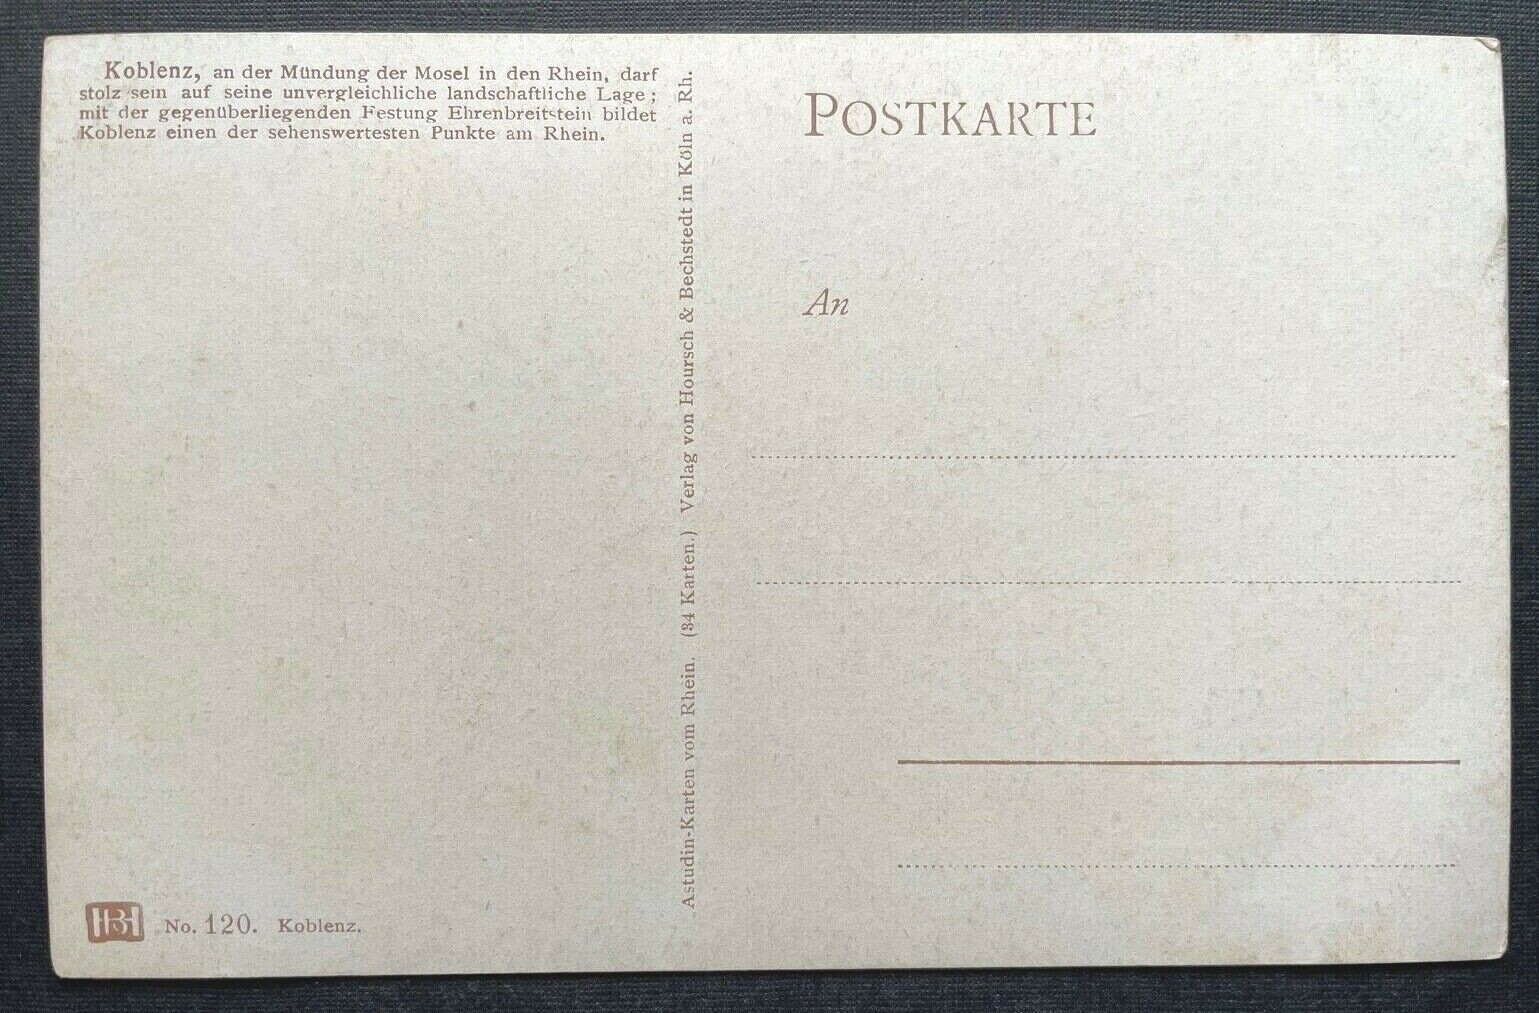 Koblenz, an der Mündung der Mosel in den Rhein, darf
stolz sein auf seine unvergleichliche landschaftliche Lage;
mit der gegenüberliegenden Festung Ehrenbreitstein bildet
Koblenz einen der sehenswertesten Punkte am Rhein.
Astudin-Karten vom Rhein. (34 Karten.) Verlag von Hoursch & Bechstedt in Köln a. Rh.
POSTKARTE
An
HB No. 120. Koblenz.